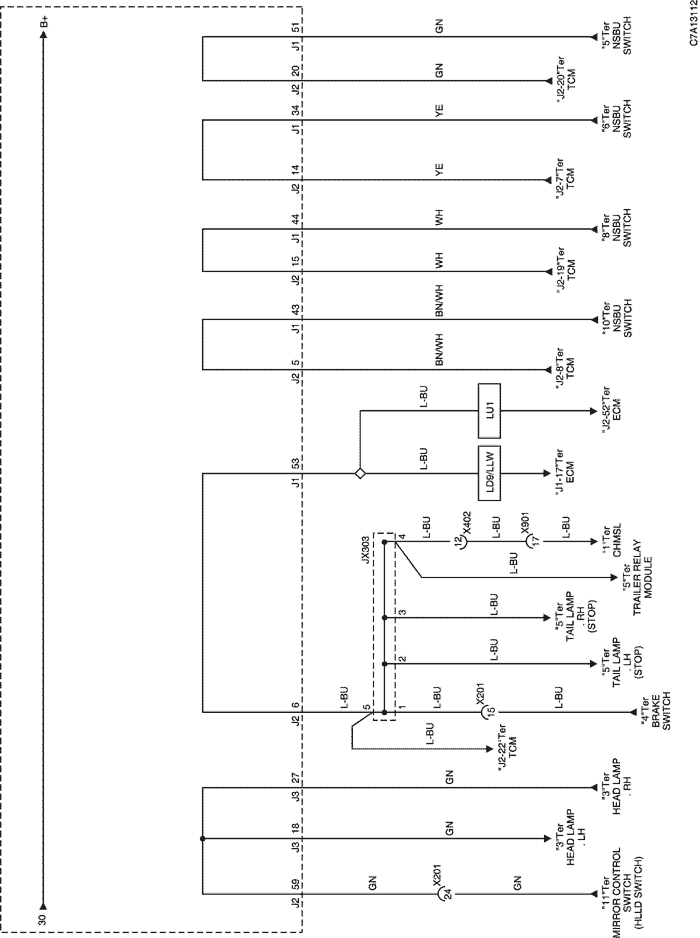 C7A13112
30
B+
J2 59
GN
X201
24
GN
"11"Ter
MIRROR CONTROL
SWITCH
(HLLD SWITCH)
J3 18
GN
"3"Ter
HEAD LAMP
. LH
J3 27
GN
"3"Ter
HEAD LAMP
. RH
J2 6
L-BU
5
JX303
L-BU
"J2-22"Ter
TCM
1
L-BU
X201
15
L-BU
"4"Ter
BRAKE
SWITCH
2
L-BU
"5"Ter
TAIL LAMP
. LH
(STOP)
3
L-BU
"5"Ter
TAIL LAMP
. RH
(STOP)
L-BU
"5"Ter
TRAILER RELAY
MODULE
4
L-BU
X402
12
L-BU
X901
17
L-BU
"1"Ter
CHMSL
J1 53
L-BU
LD9/LLW
"J1-17"Ter
ECM
L-BU
LU1
"J2-52"Ter
ECM
J2 5
BN/WH
"J2-8"Ter
TCM
J1 43
BN/WH
"10"Ter
NSBU
SWITCH
J2 15
WH
"J2-19"Ter
TCM
J1 44
WH
"8"Ter
NSBU
SWITCH
J2 14
YE
"J2-7"Ter
TCM
J1 34
YE
"6"Ter
NSBU
SWITCH
J2 20
GN
"J2-20"Ter
TCM
J1 51
GN
"5"Ter
NSBU
SWITCH